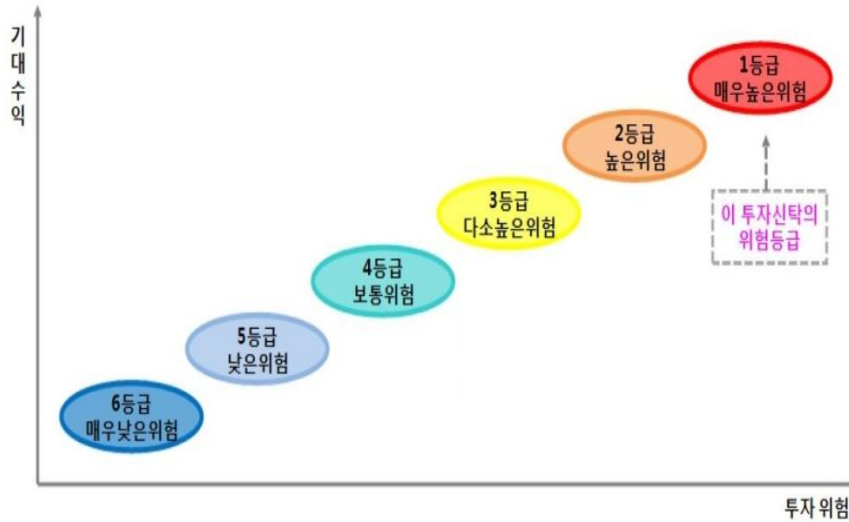 기대수익
1등급
매우높은위험
2등급
높은위험
이 투자신탁의
위험등급
3등급
다소높은위험
4등급
보통위험
5등급
낮은위험
6등급
매우낮은위험
투자 위험